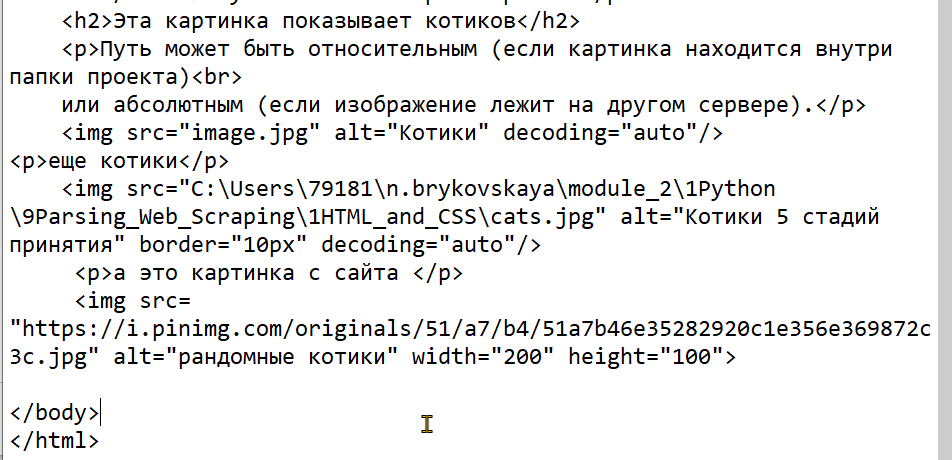 <h2>Эта картинка показывает котиков</h2>
<p>Путь может быть относительным (если картинка находится внутри
папки проекта)<br>
или абсолютным (если изображение лежит на другом сервере).</p>
<img src="image.jpg" alt="Котики" decoding="auto"/>
<p>еще котики</p>
<img src="C:\Users\79181\n.brykovskaya\module_2\1Python
\9Parsing_Web_Scraping\1HTML_and_CSS\cats.jpg" alt="Котики 5 стадий
принятия" border="10px" decoding="auto"/>
<p>а это картинка с сайта </p>
<img src=
"https://i.pinimg.com/originals/51/a7/b4/51a7b46e35282920c1e356e369872c
3c.jpg" alt="рандомные котики" width="200" height="100">
</body>
</html>